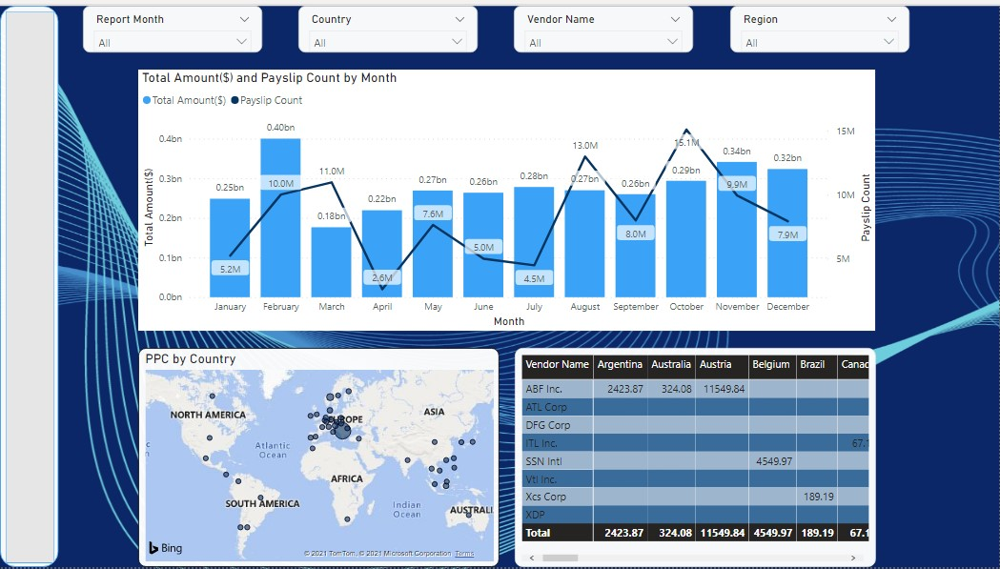 Report Month
All
Country
All
Vendor Name
All
Region
All
Total Amount($) and Payslip Count by Month
Total Amount($) Payslip Count
Total Amount($)
0.4bn
0.3bn
0.2bn
0.1bn
0.0bn
0.25bn
0.40bn
0.18bn
0.22bn
0.27bn
0.26bn
0.28bn
0.27bn
0.26bn
0.29bn
0.34bn
0.32bn
5.2M
10.0M
11.0M
2.6M
7.6M
5.0M
4.5M
13.0M
8.0M
15.1M
9.9M
7.9M
15M
10M
5M
Payslip Count
January February March April May June July August September October November December
Month
PPC by Country
NORTH AMERICA
EUROPE
ASIA
Atlantic
Ocean
AFRICA
SOUTH AMERICA
Indian
Ocean
AUSTRALI
Bing
© 2021 TomTom, © 2021 Microsoft Corporation Terms
Vendor Name Argentina Australia Austria Belgium Brazil Canad
ABF Inc. 2423.87 324.08 11549.84
ATL Corp
DFG Corp
ITL Inc. 67.1
SSN Intl 4549.97
Vtl Inc.
Xcs Corp 189.19
XDP
Total 2423.87 324.08 11549.84 4549.97 189.19 67.1